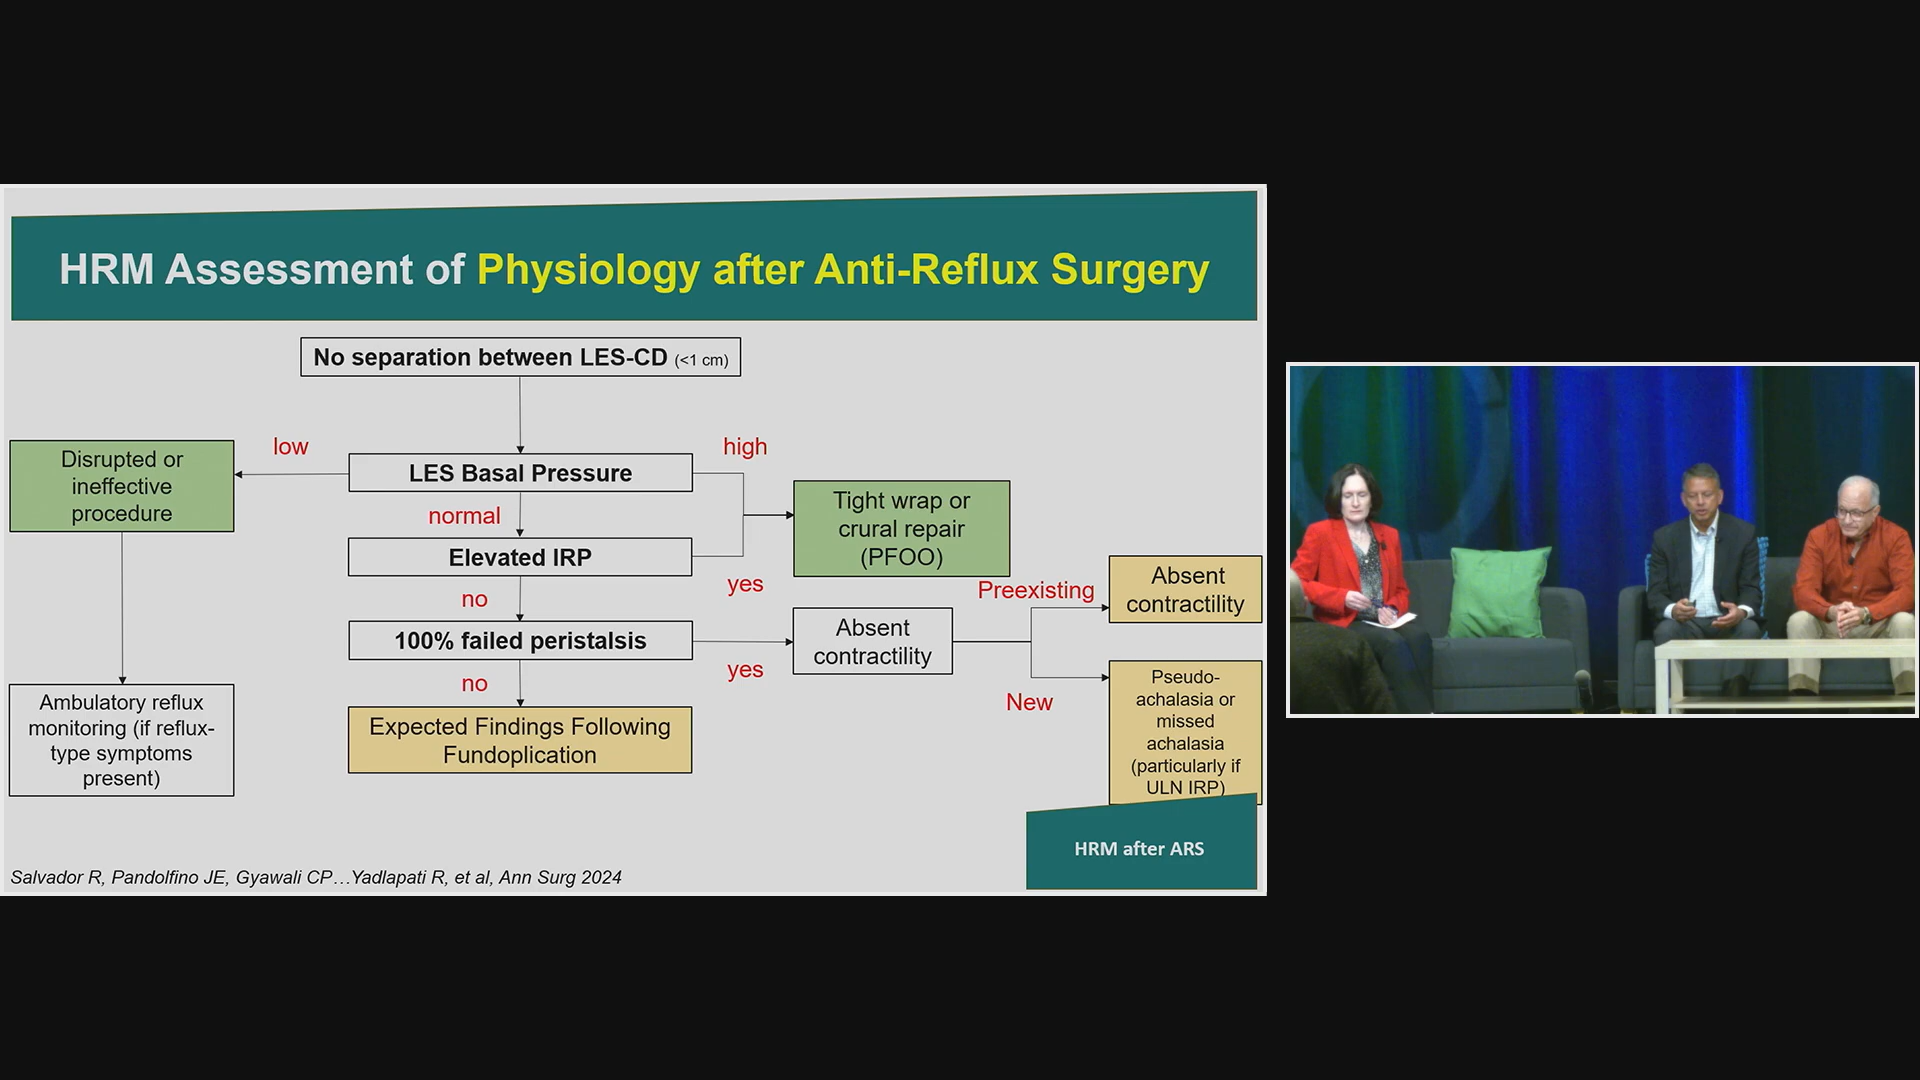 HRM Assessment of Physiology after Anti-Reflux Surgery
No separation between LES-CD (<1 cm)
low
high
Disrupted or
ineffective
procedure
LES Basal Pressure
normal
Tight wrap or
crural repair
(PFOO)
Elevated IRP
yes
no
Preexisting
Absent
contractility
100% failed peristalsis
Absent
contractility
yes
no
New
Pseudo-
achalasia or
missed
achalasia
(particularly if
ULN IRP)
Ambulatory reflux
monitoring (if reflux-
type symptoms
present)
Expected Findings Following
Fundoplication
HRM after ARS
Salvador R, Pandolfino JE, Gyawali CP…Yadlapati R, et al, Ann Surg 2024